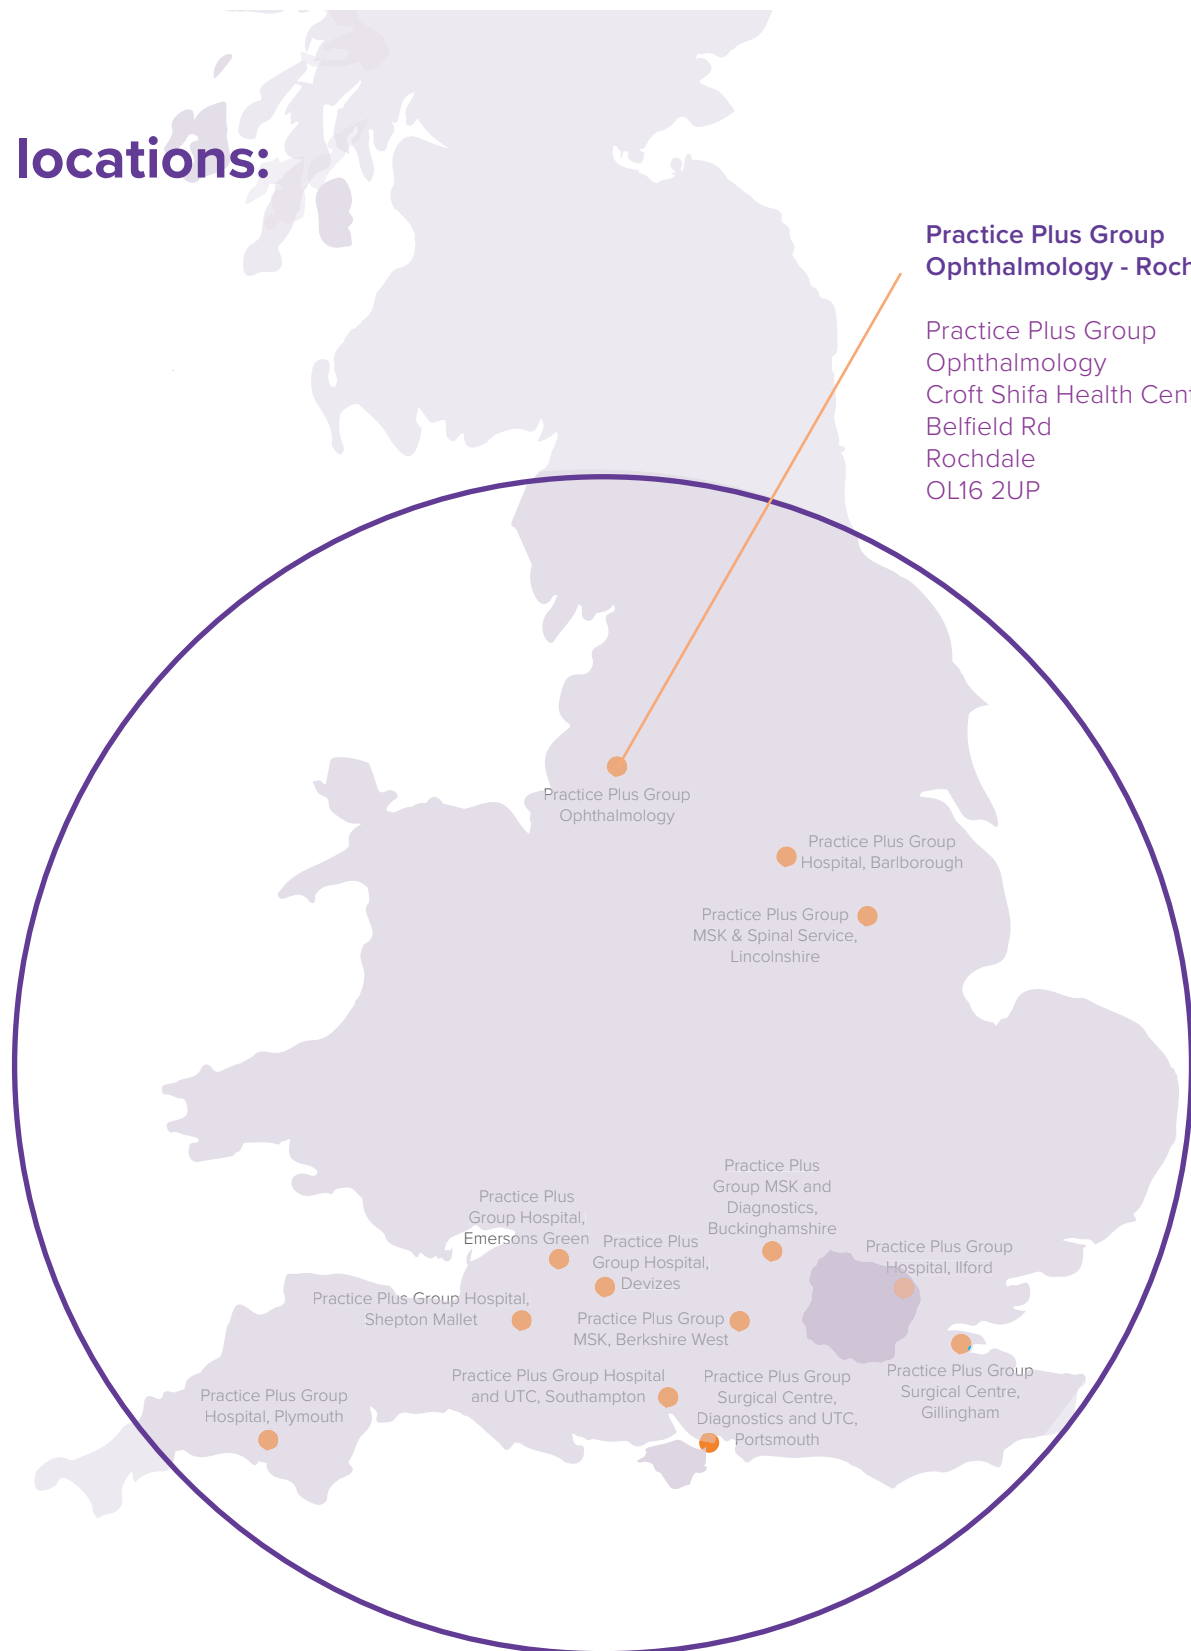 locations:
Practice Plus Group
Ophthalmology - Roch
Practice Plus Group
Ophthalmology
Croft Shifa Health Cent
Belfield Rd
Rochdale
OL16 2UP
Practice Plus Group
Ophthalmology
Practice Plus Group
Hospital, Barlborough
Practice Plus Group
MSK & Spinal Service,
Lincolnshire
Practice Plus
Group MSK and
Diagnostics,
Buckinghamshire
Practice Plus
Group Hospital,
Emersons Green
Practice Plus
Group Hospital,
Devizes
Practice Plus Group
Hospital, Ilford
Practice Plus Group Hospital,
Shepton Mallet
Practice Plus Group
MSK, Berkshire West
Practice Plus Group Hospital
and UTC, Southampton
Practice Plus Group
Surgical Centre,
Diagnostics and UTC,
Portsmouth
Practice Plus Group
Surgical Centre,
Gillingham
Practice Plus Group
Hospital, Plymouth